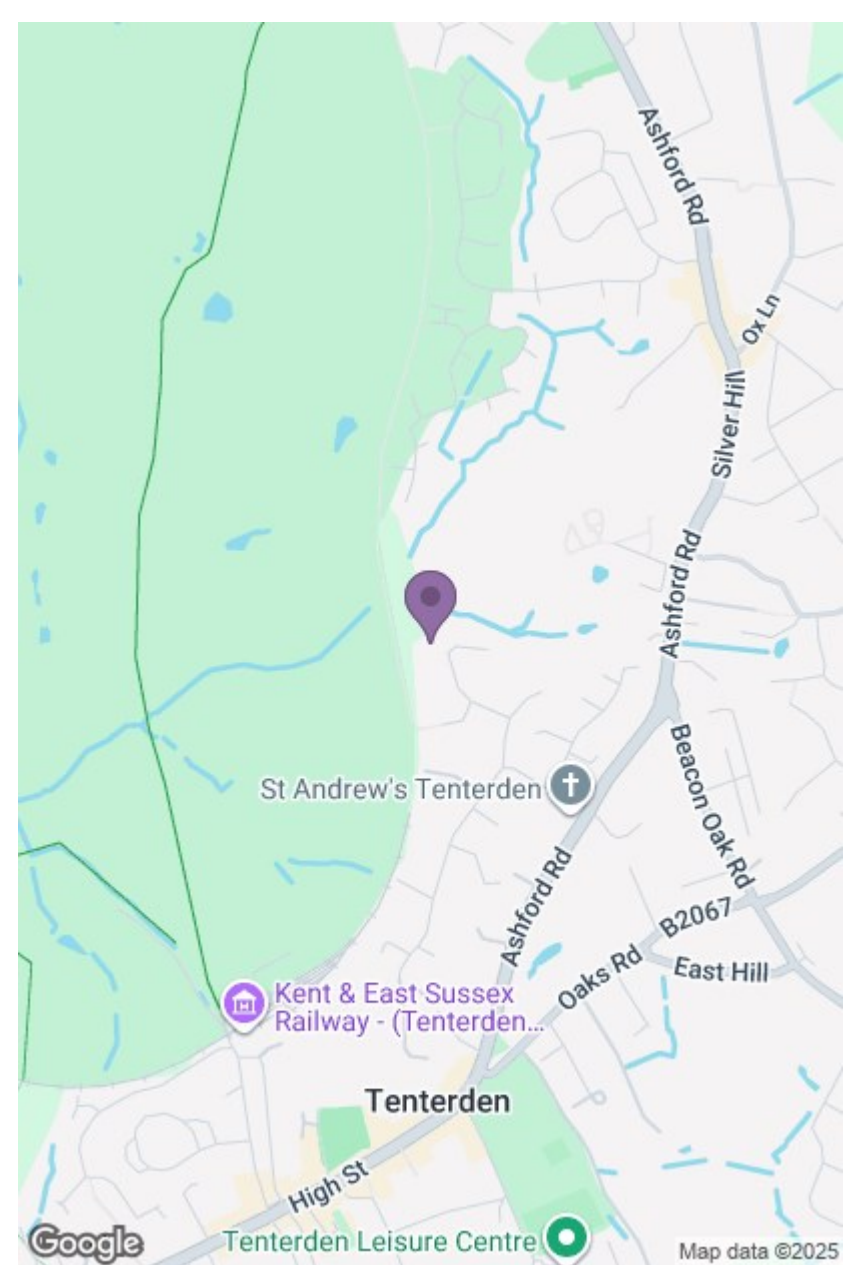 Ashford Rd
Ox Ln
Silver Hill
Ashford Rd
Beacon Oak Rd
St Andrew's Tenterden
Ashford Rd
B2067
Oaks Rd
East Hill
Kent & East Sussex
Railway - (Tenterden...
Tenterden
High St
Tenterden Leisure Centre
Google
Map data ©2025